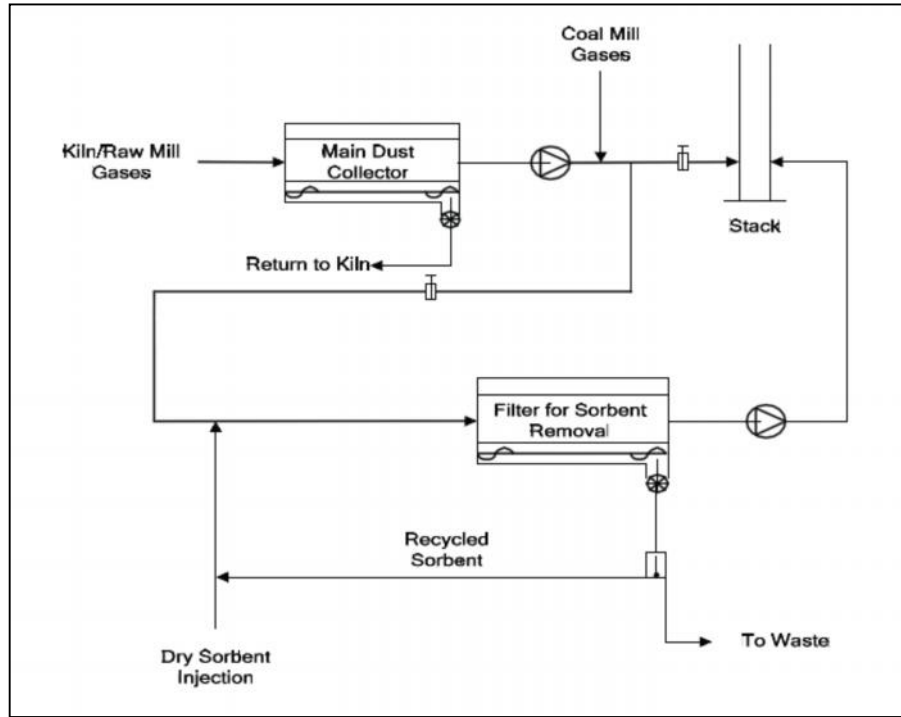 Coal Mill
Gases
Kiln/Raw Mill
Gases
Main Dust
Collector
Stack
Return to Kiln
Filter for Sorbent
Removal
Recycled
Sorbent
To Waste
Dry Sorbent
Injection